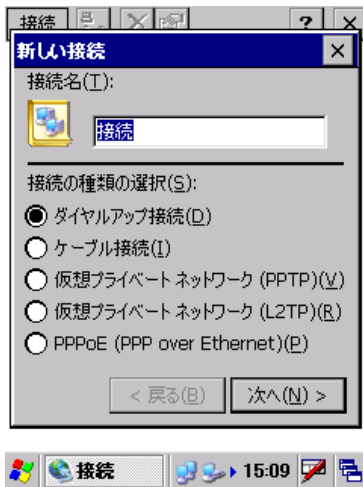 接続 ? ×
新しい接続 ×
接続名(T):
接続
接続の種類の選択(S):
ダイヤルアップ接続(D)
ケーブル接続(I)
仮想プライベート ネットワーク (PPTP)(V)
仮想プライベート ネットワーク (L2TP)(R)
PPPoE (PPP over Ethernet)(P)
< 戻る(B) 次へ(N) >
接続 15:09